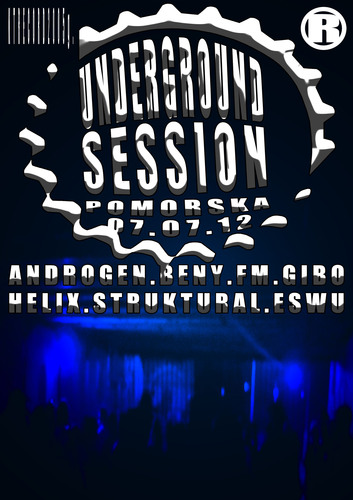 R
UNDERGROUND
SESSION
POMORSKA
07.07.12
ANDROGEN.BENY.FM.GIBO
HELIX.STRUKTURAL.ESWU